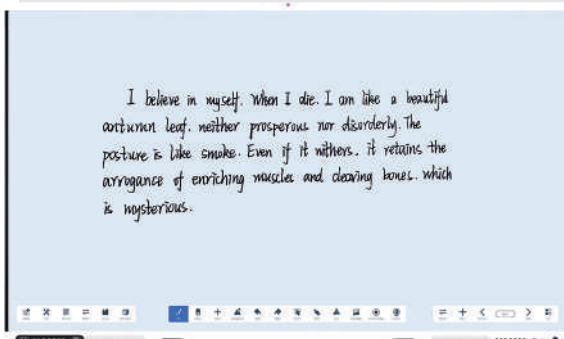 I believe in myself. When I die. I am like a beautiful
autumn leaf. neither prosperous nor disorderly. The
posture is like smoke. Even if it withers. it retains the
arrogance of enriching muscles and cleaving bones. which
is mysterious.